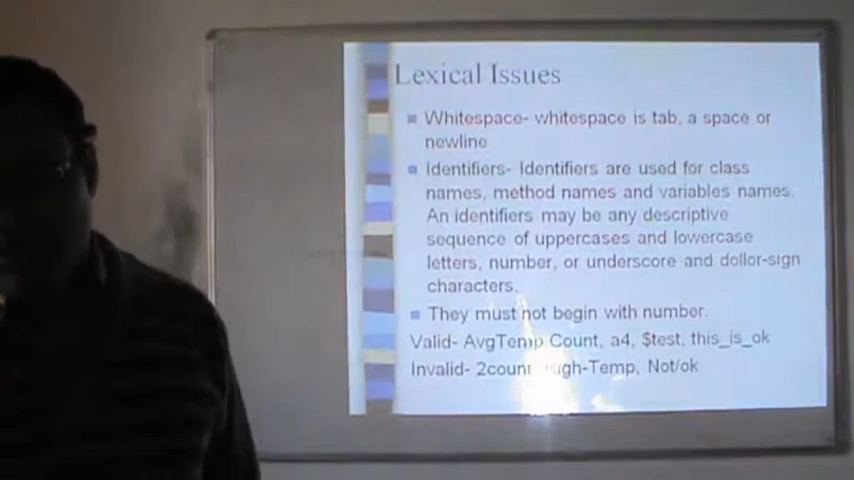 Lexical Issues
Whitespace- whitespace is tab, a space or
newline
Identifiers- Identifiers are used for class
names, method names and variables names.
An identifiers may be any descriptive
sequence of uppercases and lowercase
letters, number, or underscore and dollor-sign
characters.
They must not begin with number.
Valid- AvgTemp Count, a4, $test, this_is_ok
Invalid- 2count Not/ok